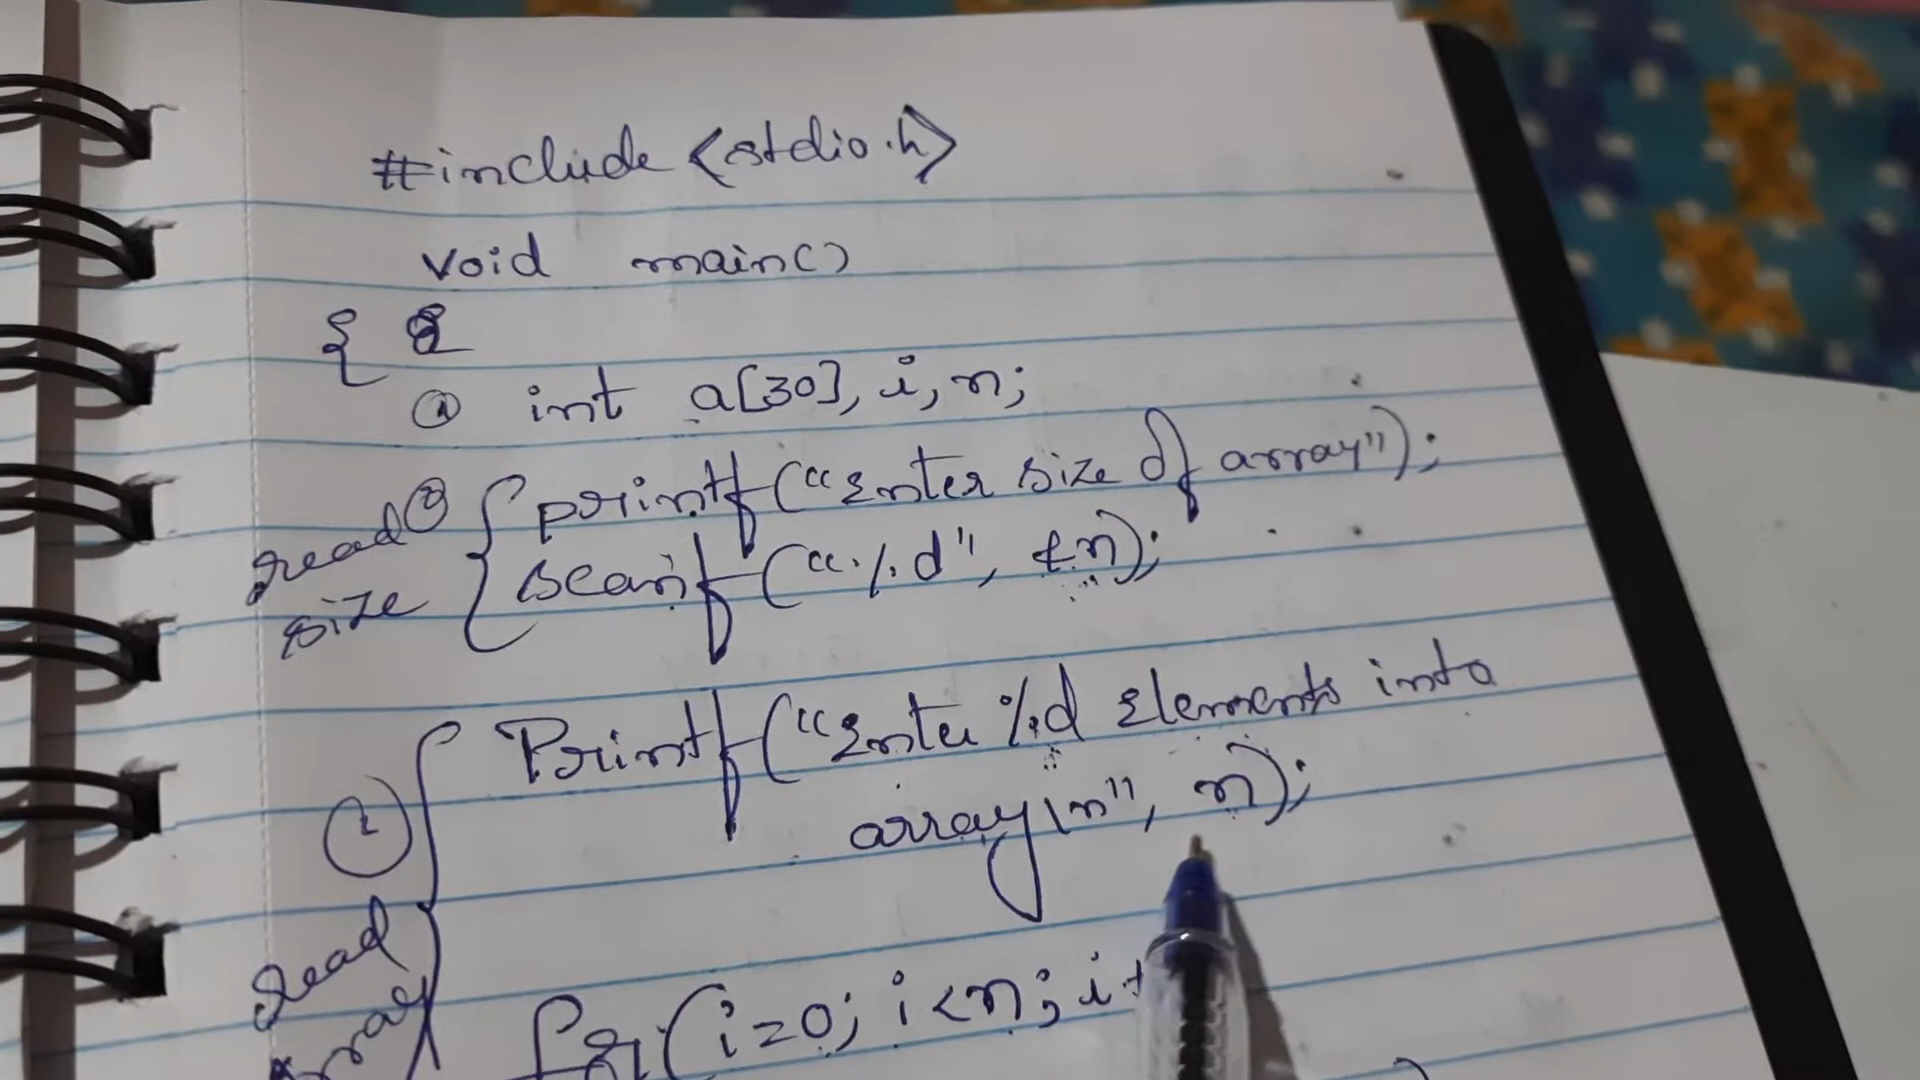 #include <stdio.h>
void main()
{
① int a[30], i, n;
read size ② { printf("Enter size of array");
scanf("%d", &n);
① { Printf("Enter %d Elements into
array\n", n);
read array
for(i=0; i<n; i+